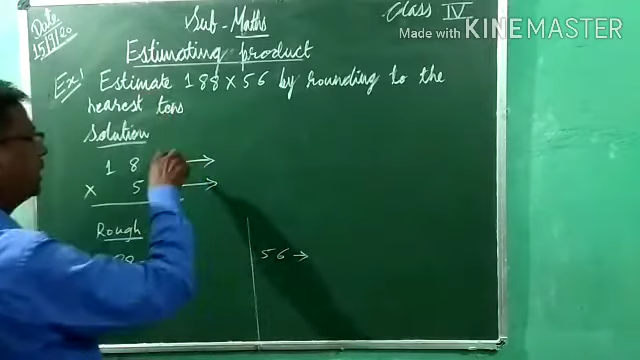 Date
15/9/20
Sub - Maths
Class IV
Made with KINEMASTER
Estimating product
Ex: Estimate 188 x 56 by rounding to the
nearest tens
Solution
1 8 →
x 5 →
Rough
56 →